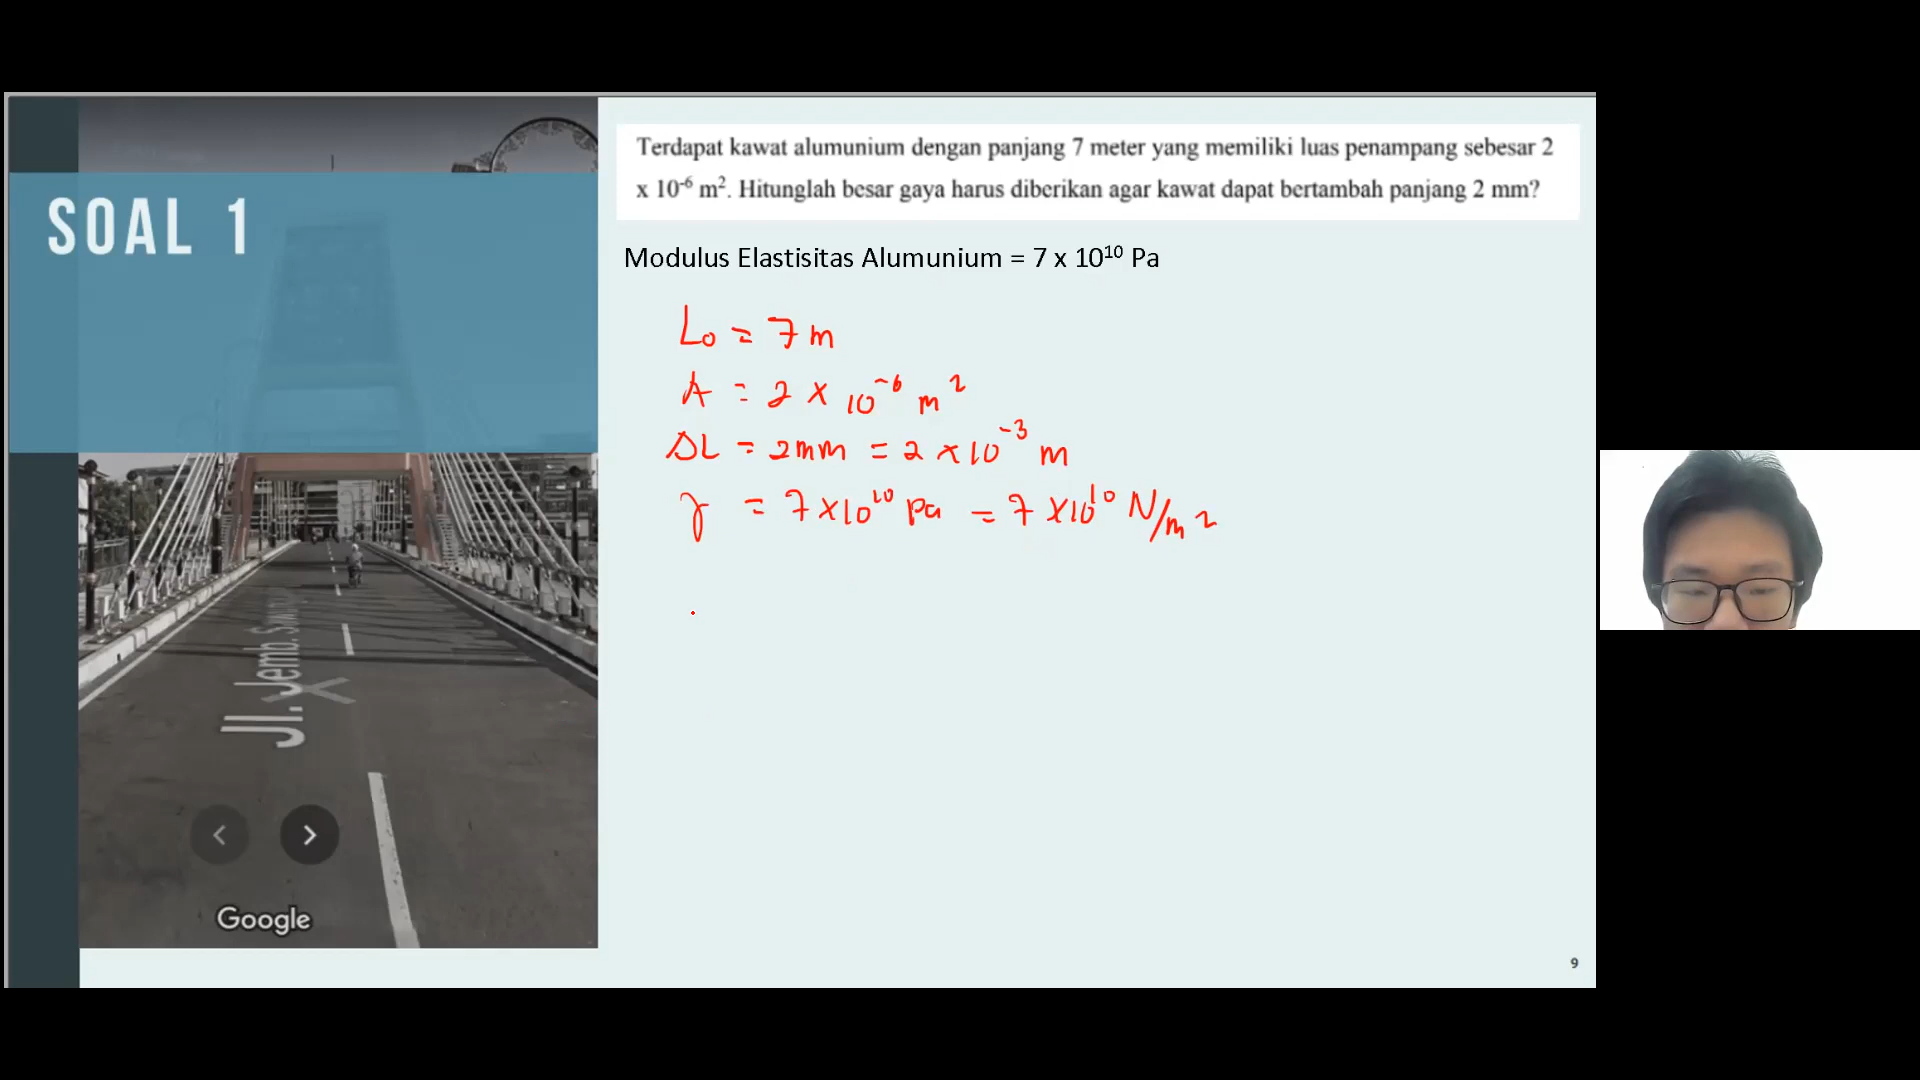 SOAL 1
Terdapat kawat alumunium dengan panjang 7 meter yang memiliki luas penampang sebesar 2
x 10⁻⁶ m². Hitunglah besar gaya harus diberikan agar kawat dapat bertambah panjang 2 mm?
Modulus Elastisitas Alumunium = 7 x 10¹⁰ Pa
L₀ = 7 m
A = 2 x 10⁻⁶ m²
ΔL = 2mm = 2 x 10⁻³ m
γ = 7 x 10¹⁰ Pa = 7 x 10¹⁰ N/m²
Jl. Jemb.
Google
9